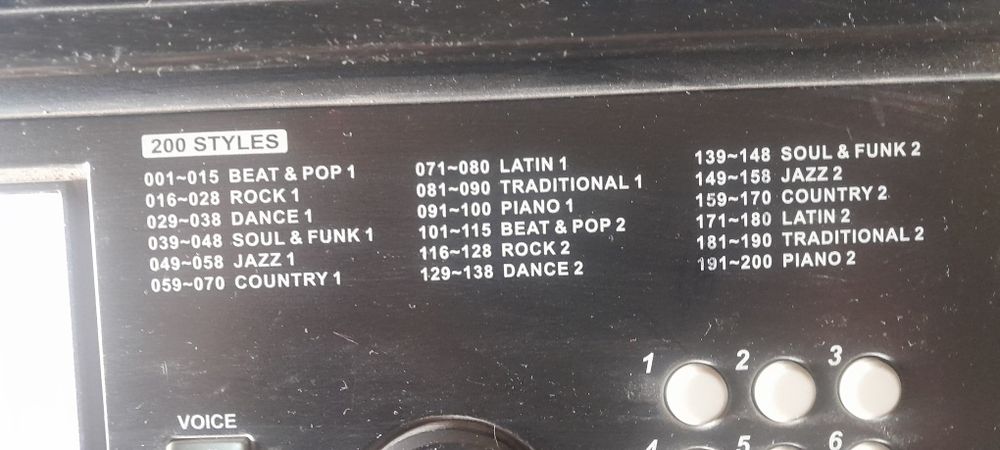 200 STYLES
001~015 BEAT & POP 1
016~028 ROCK 1
029~038 DANCE 1
039~048 SOUL & FUNK 1
049~058 JAZZ 1
059~070 COUNTRY 1
071~080 LATIN 1
081~090 TRADITIONAL 1
091~100 PIANO 1
101~115 BEAT & POP 2
116~128 ROCK 2
129~138 DANCE 2
139~148 SOUL & FUNK 2
149~158 JAZZ 2
159~170 COUNTRY 2
171~180 LATIN 2
181~190 TRADITIONAL 2
191~200 PIANO 2
1 2 3
VOICE
4 5 6